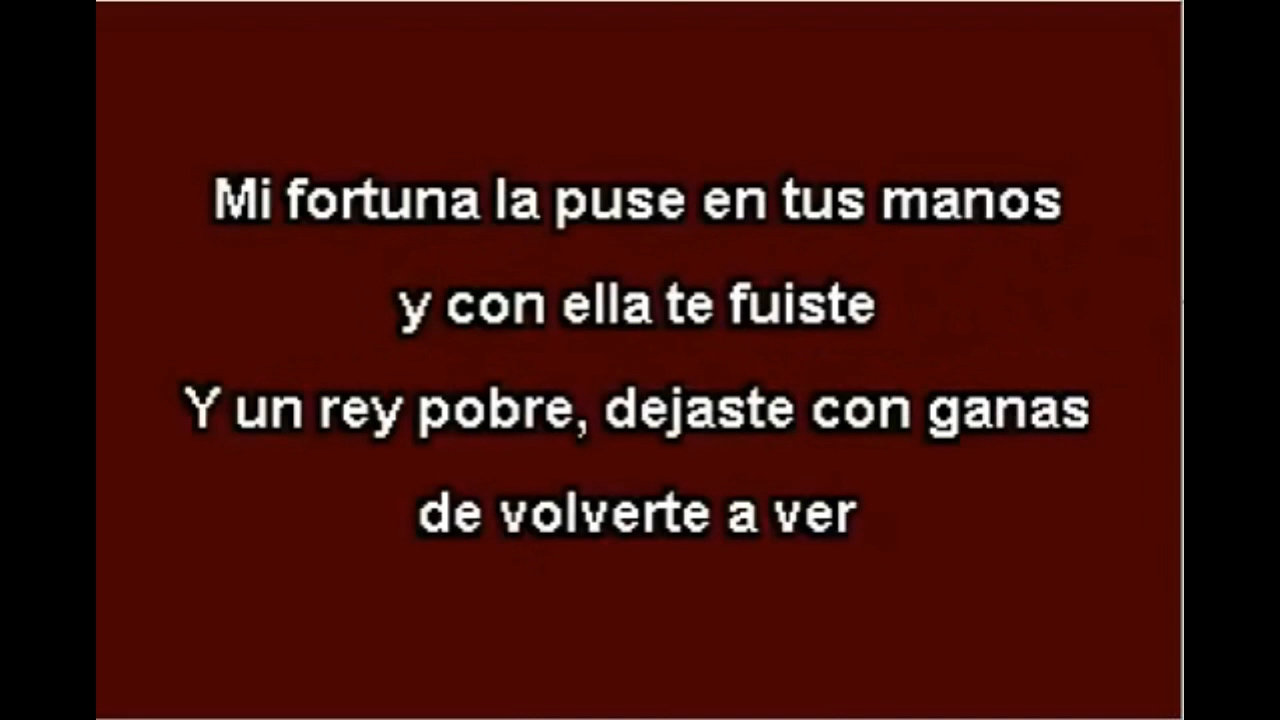 Mi fortuna la puse en tus manos
y con ella te fuiste
Y un rey pobre, dejaste con ganas
de volverte a ver